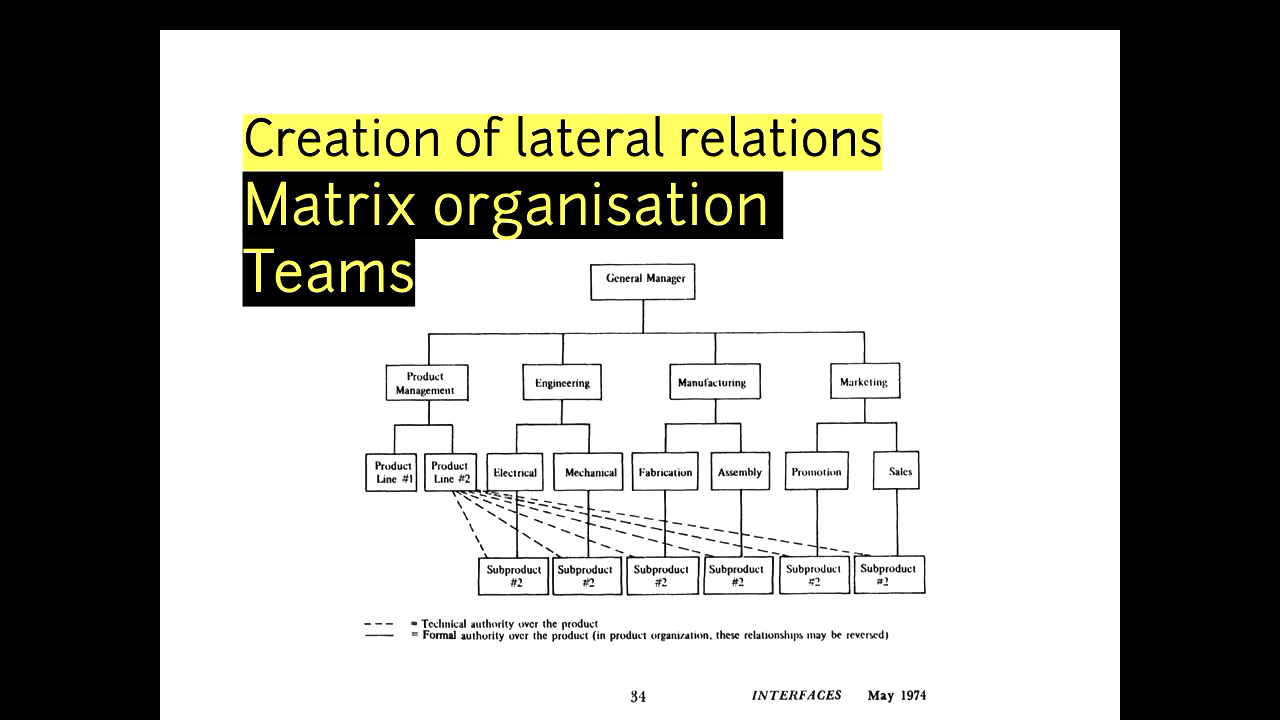 Creation of lateral relations
Matrix organisation
Teams
General Manager
Product
Management
Engineering
Manufacturing
Marketing
Product
Line #1
Product
Line #2
Electrical
Mechanical
Fabrication
Assembly
Promotion
Sales
Subproduct
#2
Subproduct
#2
Subproduct
#2
Subproduct
#2
Subproduct
#2
Subproduct
#2
= Technical authority over the product
= Formal authority over the product (in product organization, these relationships may be reversed)
34
INTERFACES May 1974